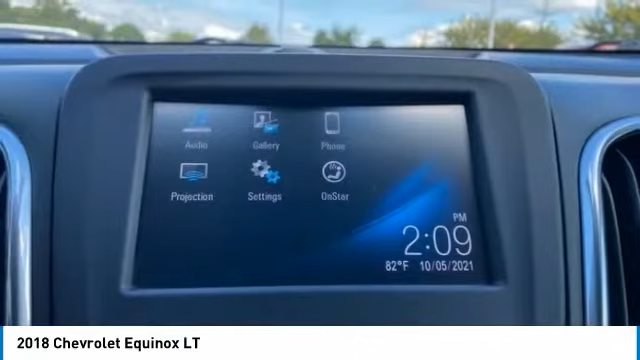 Audio Gallery Phone
Projection Settings OnStar
PM
2:09
82°F 10/05/2021
2018 Chevrolet Equinox LT